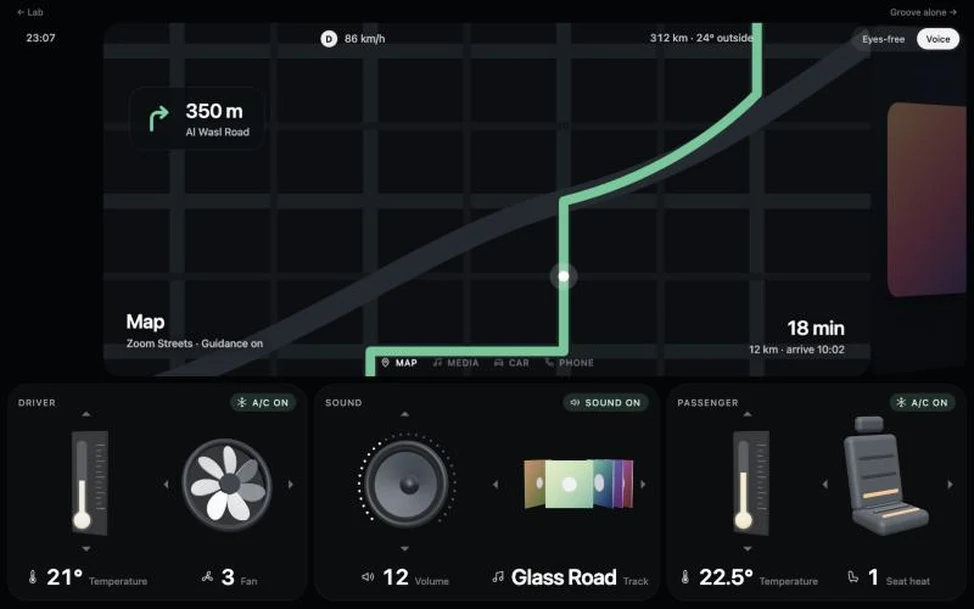 ← Lab
Groove alone →
23:07
D 86 km/h
312 km · 24° outside
Eyes-free Voice
350 m
Al Wasl Road
Map
Zoom Streets · Guidance on
18 min
12 km · arrive 10:02
MAP MEDIA CAR PHONE
DRIVER
A/C ON
21° Temperature
3 Fan
SOUND
SOUND ON
12 Volume
Glass Road Track
PASSENGER
A/C ON
22.5° Temperature
1 Seat heat